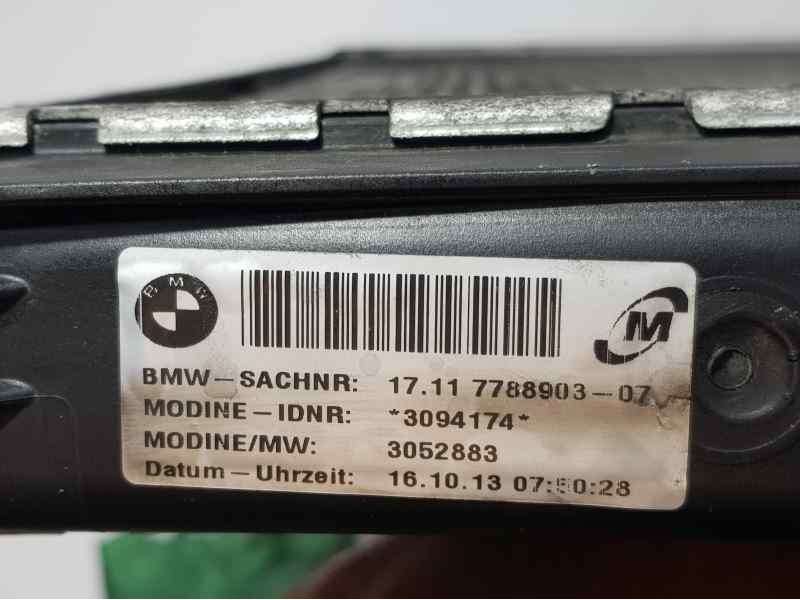 BMW
M
BMW-SACHNR: 17.11 7788903-07
MODINE-IDNR: *3094174*
MODINE/MW: 3052883
Datum-Uhrzeit: 16.10.13 07:50:28